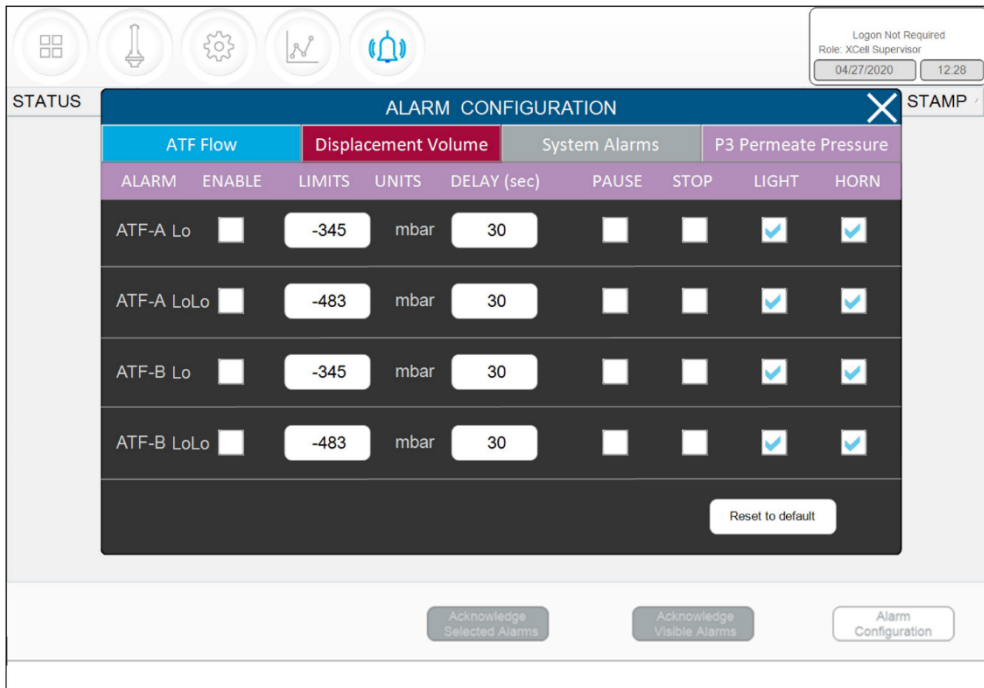 Logon Not Required
Role: XCell Supervisor
04/27/2020 12:28
STATUS STAMP
ALARM CONFIGURATION
ATF Flow Displacement Volume System Alarms P3 Permeate Pressure
ALARM ENABLE LIMITS UNITS DELAY (sec) PAUSE STOP LIGHT HORN
ATF-A Lo -345 mbar 30
ATF-A LoLo -483 mbar 30
ATF-B Lo -345 mbar 30
ATF-B LoLo -483 mbar 30
Reset to default
Acknowledge
Selected Alarms
Acknowledge
Visible Alarms
Alarm
Configuration